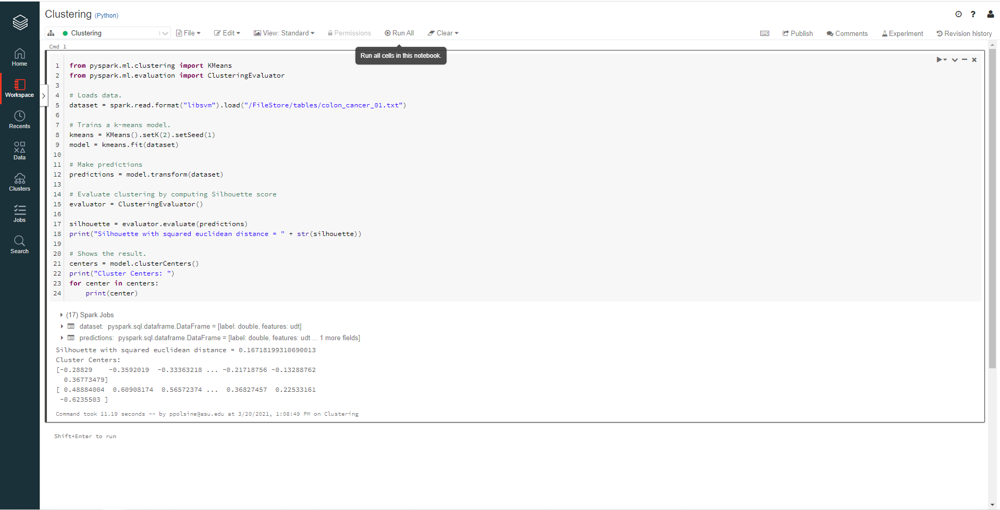 Clustering (Python)
Clustering
File
Edit
View: Standard
Permissions
Run All
Clear
Publish
Comments
Experiment
Revision history
Run all cells in this notebook.
Home
Workspace
Recents
Data
Clusters
Jobs
Search
Cmd 1
1 from pyspark.ml.clustering import KMeans
2 from pyspark.ml.evaluation import ClusteringEvaluator
3
4 # Loads data.
5 dataset = spark.read.format("libsvm").load("/FileStore/tables/colon_cancer_01.txt")
6
7 # Trains a k-means model.
8 kmeans = KMeans().setK(2).setSeed(1)
9 model = kmeans.fit(dataset)
10
11 # Make predictions
12 predictions = model.transform(dataset)
13
14 # Evaluate clustering by computing Silhouette score
15 evaluator = ClusteringEvaluator()
16
17 silhouette = evaluator.evaluate(predictions)
18 print("Silhouette with squared euclidean distance = " + str(silhouette))
19
20 # Shows the result.
21 centers = model.clusterCenters()
22 print("Cluster Centers: ")
23 for center in centers:
24     print(center)
(17) Spark Jobs
dataset: pyspark.sql.dataframe.DataFrame = [label: double, features: udt]
predictions: pyspark.sql.dataframe.DataFrame = [label: double, features: udt ... 1 more fields]
Silhouette with squared euclidean distance = 0.16718199310690013
Cluster Centers:
[-0.28829    -0.3592019  -0.33363218 ... -0.21718756 -0.13288762
  0.36773479]
[ 0.48884004  0.60908174  0.56572374 ...  0.36827457  0.22533161
 -0.6235503 ]
Command took 11.19 seconds -- by ppolsine@asu.edu at 3/20/2021, 1:08:49 PM on Clustering
Shift+Enter to run